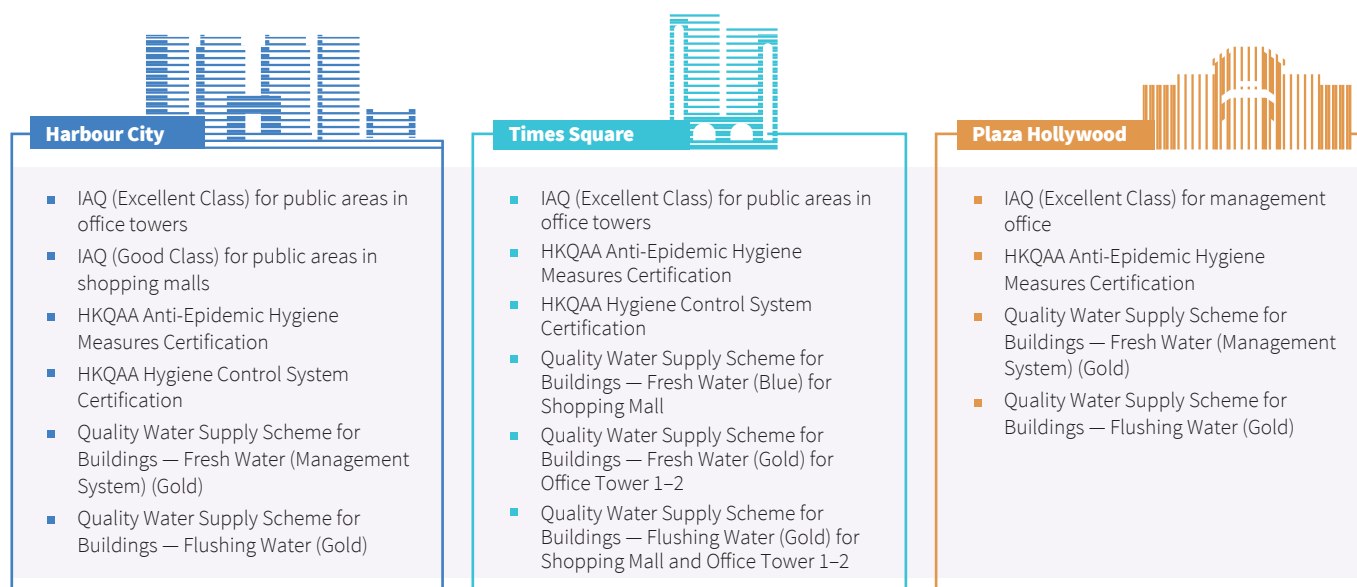 Harbour City
IAQ (Excellent Class) for public areas in
office towers
IAQ (Good Class) for public areas in
shopping malls
HKQAA Anti-Epidemic Hygiene
Measures Certification
HKQAA Hygiene Control System
Certification
Quality Water Supply Scheme for
Buildings — Fresh Water (Management
System) (Gold)
Quality Water Supply Scheme for
Buildings — Flushing Water (Gold)
Times Square
IAQ (Excellent Class) for public areas in
office towers
HKQAA Anti-Epidemic Hygiene
Measures Certification
HKQAA Hygiene Control System
Certification
Quality Water Supply Scheme for
Buildings — Fresh Water (Blue) for
Shopping Mall
Quality Water Supply Scheme for
Buildings — Fresh Water (Gold) for
Office Tower 1–2
Quality Water Supply Scheme for
Buildings — Flushing Water (Gold) for
Shopping Mall and Office Tower 1–2
Plaza Hollywood
IAQ (Excellent Class) for management
office
HKQAA Anti-Epidemic Hygiene
Measures Certification
Quality Water Supply Scheme for
Buildings — Fresh Water (Management
System) (Gold)
Quality Water Supply Scheme for
Buildings — Flushing Water (Gold)